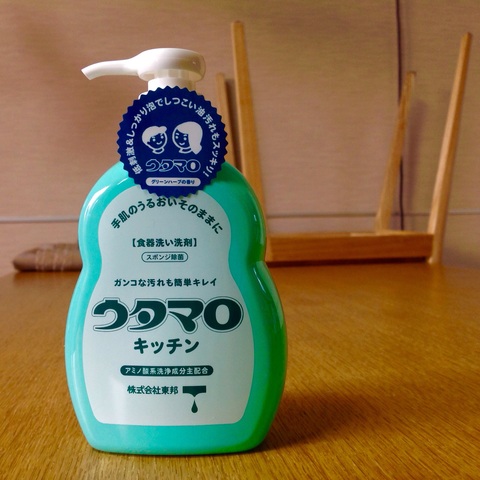 低刺激&しっかり泡でしつこい油汚れもスッキリ!
ウタマロ
グリーンハーブの香り
手肌のうるおいそのままに
【食器洗い洗剤】
スポンジ除菌
ガンコな汚れも簡単キレイ
ウタマロ
キッチン
アミノ酸系洗浄成分主配合
株式会社東邦